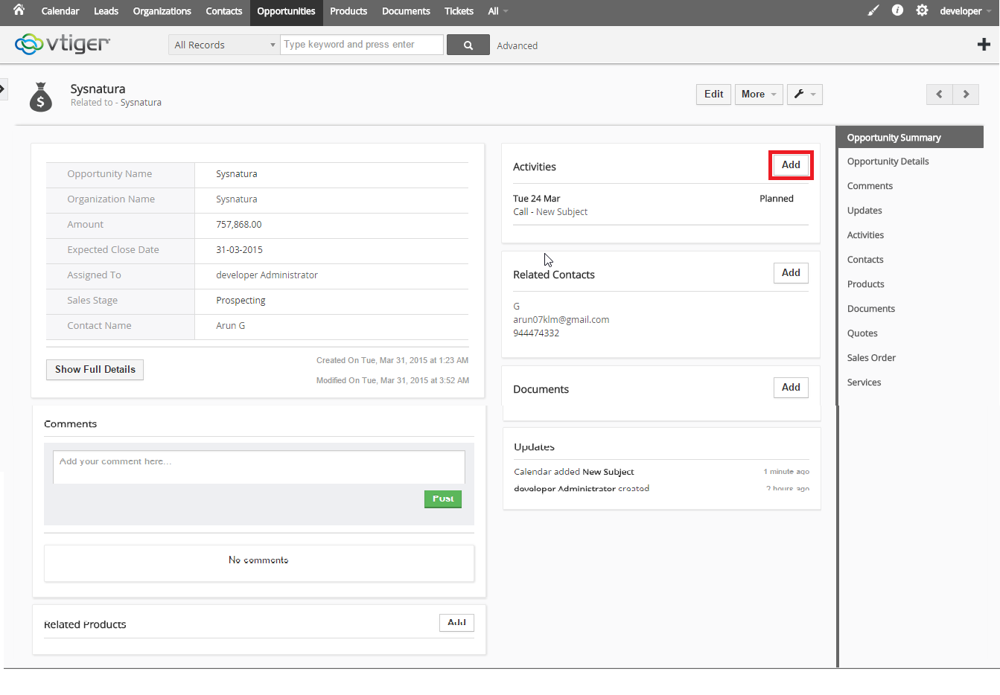 Calendar Leads Organizations Contacts Opportunities Products Documents Tickets All developer
vtiger All Records Type keyword and press enter Advanced
Sysnatura
Related to - Sysnatura
Edit More
Opportunity Name Sysnatura
Organization Name Sysnatura
Amount 757,868.00
Expected Close Date 31-03-2015
Assigned To developer Administrator
Sales Stage Prospecting
Contact Name Arun G
Show Full Details
Created On Tue, Mar 31, 2015 at 1:23 AM
Modified On Tue, Mar 31, 2015 at 3:52 AM
Comments
Add your comment here...
Post
No comments
Related Products Add
Activities Add
Tue 24 Mar Planned
Call - New Subject
Related Contacts Add
G
arun07klm@gmail.com
944474332
Documents Add
Updates
Calendar added New Subject 1 minute ago
developer Administrator created 2 hours ago
Opportunity Summary
Opportunity Details
Comments
Updates
Activities
Contacts
Products
Documents
Quotes
Sales Order
Services